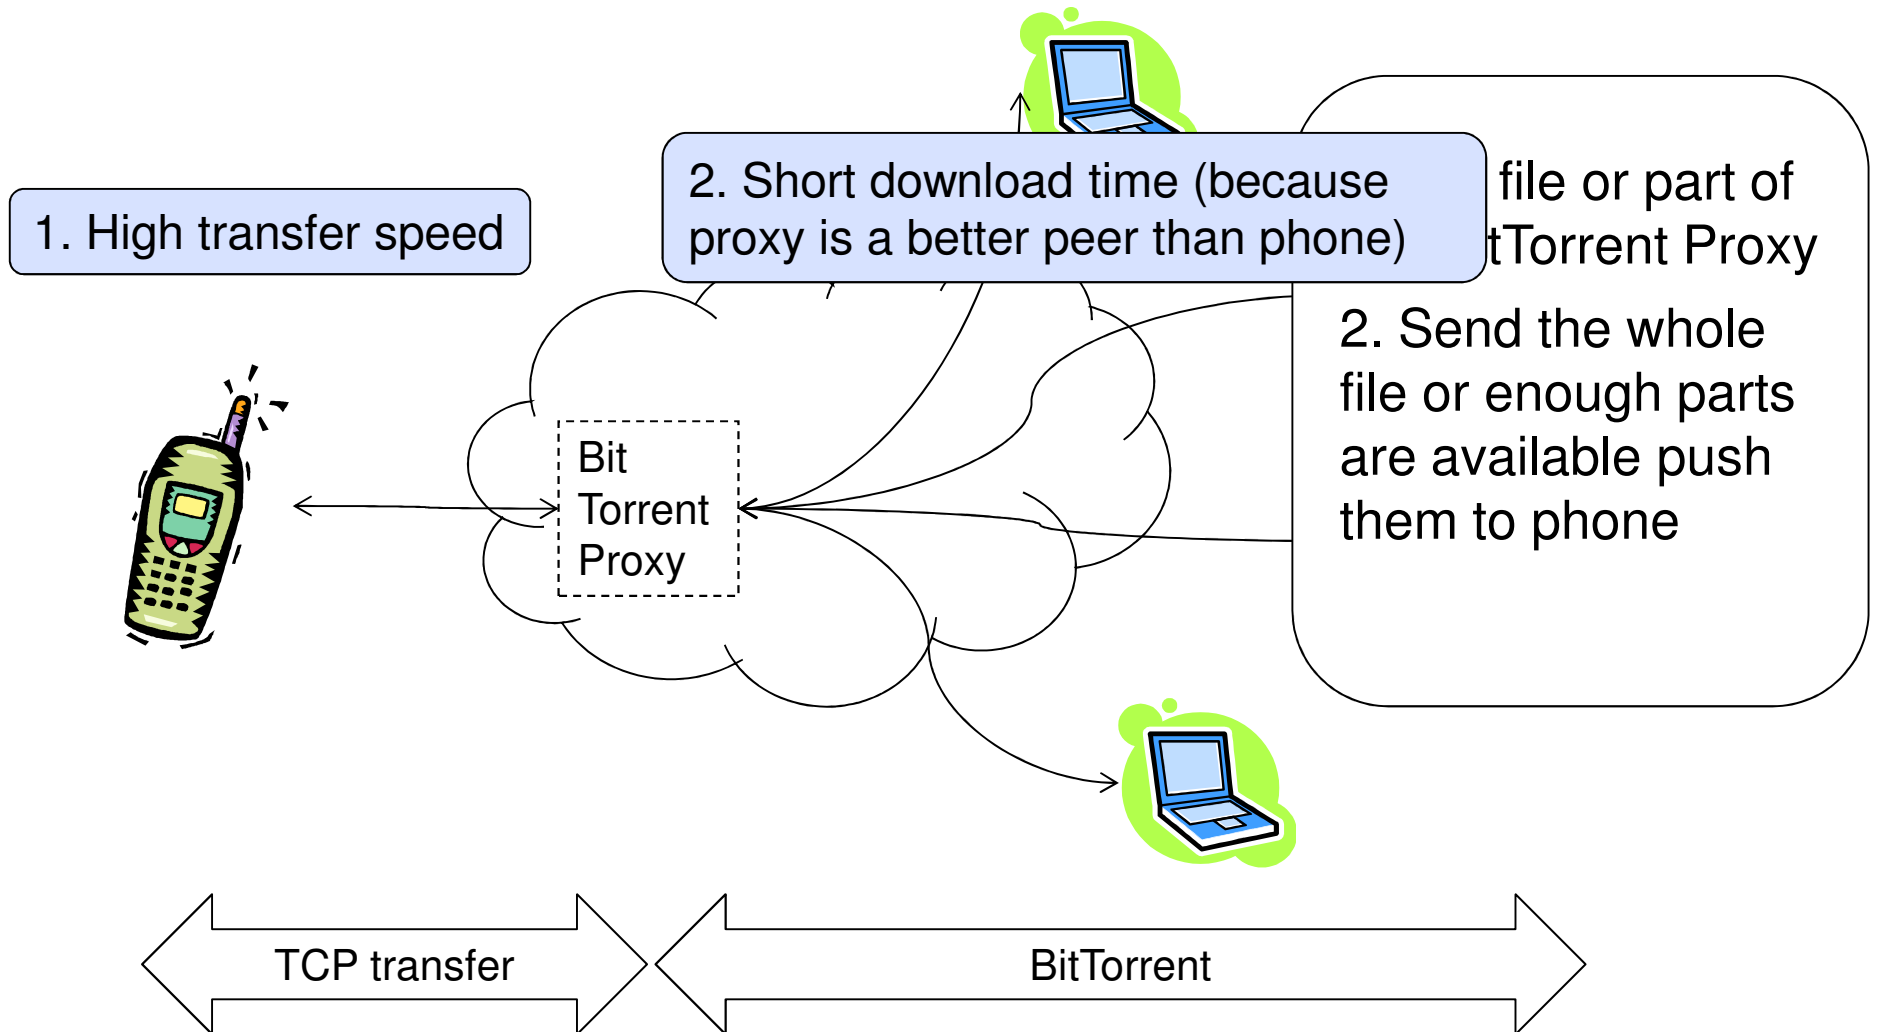 1. High transfer speed
2. Short download time (because
proxy is a better peer than phone)
file or part of
tTorrent Proxy
2. Send the whole
file or enough parts
are available push
them to phone
Bit
Torrent
Proxy
TCP transfer
BitTorrent